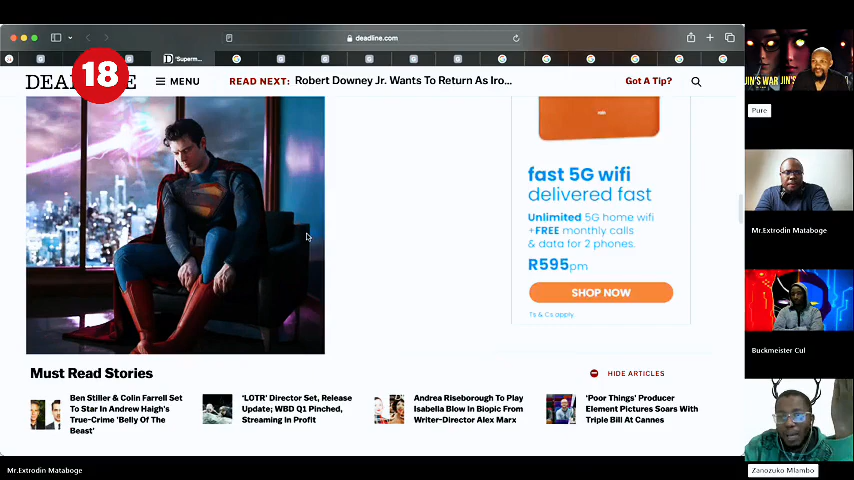 deadline.com
"Superm...
18
MENU
READ NEXT: Robert Downey Jr. Wants To Return As Iro...
Got A Tip?
fast 5G wifi
delivered fast
Unlimited 5G home wifi
+FREE monthly calls
& data for 2 phones.
R595pm
SHOP NOW
Ts & Cs apply.
Must Read Stories
HIDE ARTICLES
Ben Stiller & Colin Farrell Set
To Star In Andrew Haigh's
True-Crime 'Belly Of The
Beast'
'LOTR' Director Set, Release
Update; WBD Q1 Pinched,
Streaming In Profit
Andrea Riseborough To Play
Isabella Blow In Biopic From
Writer-Director Alex Marx
'Poor Things' Producer
Element Pictures Soars With
Triple Bill At Cannes
Mr.Extrodin Mataboge
JIN'S WAR JIN'S
Pure
Mr.Extrodin Mataboge
Buckmeister Cul
Zanozuko Mlambo